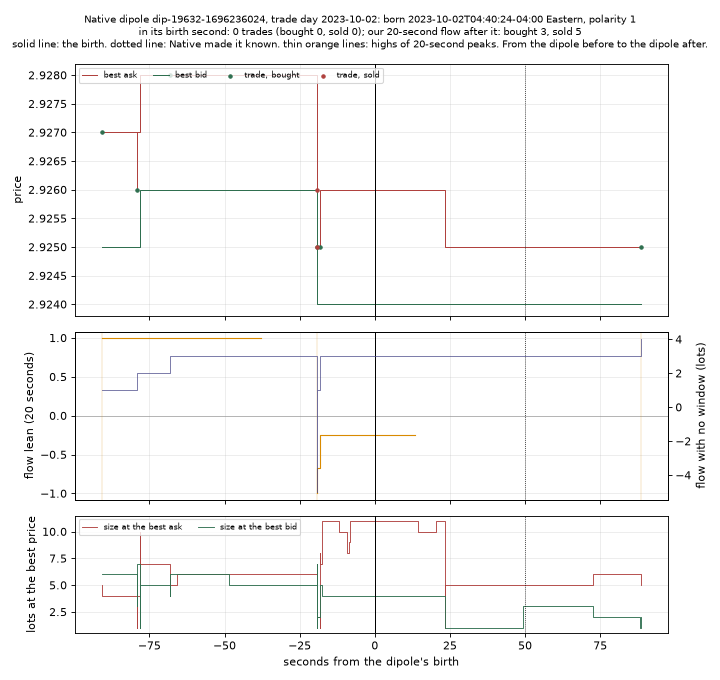 Native dipole dip-19632-1696236024, trade day 2023-10-02: born 2023-10-02T04:40:24-04:00 Eastern, polarity 1
in its birth second: 0 trades (bought 0, sold 0); our 20-second flow after it: bought 3, sold 5
solid line: the birth. dotted line: Native made it known. thin orange lines: highs of 20-second peaks. From the dipole before to the dipole after.
best ask best bid trade, bought trade, sold
2.9280
2.9275
2.9270
2.9265
2.9260
2.9255
2.9250
2.9245
2.9240
price
1.0
0.5
0.0
−0.5
−1.0
flow lean (20 seconds)
4
2
0
−2
−4
flow with no window (lots)
size at the best ask size at the best bid
10.0
7.5
5.0
2.5
lots at the best price
−75 −50 −25 0 25 50 75
seconds from the dipole's birth